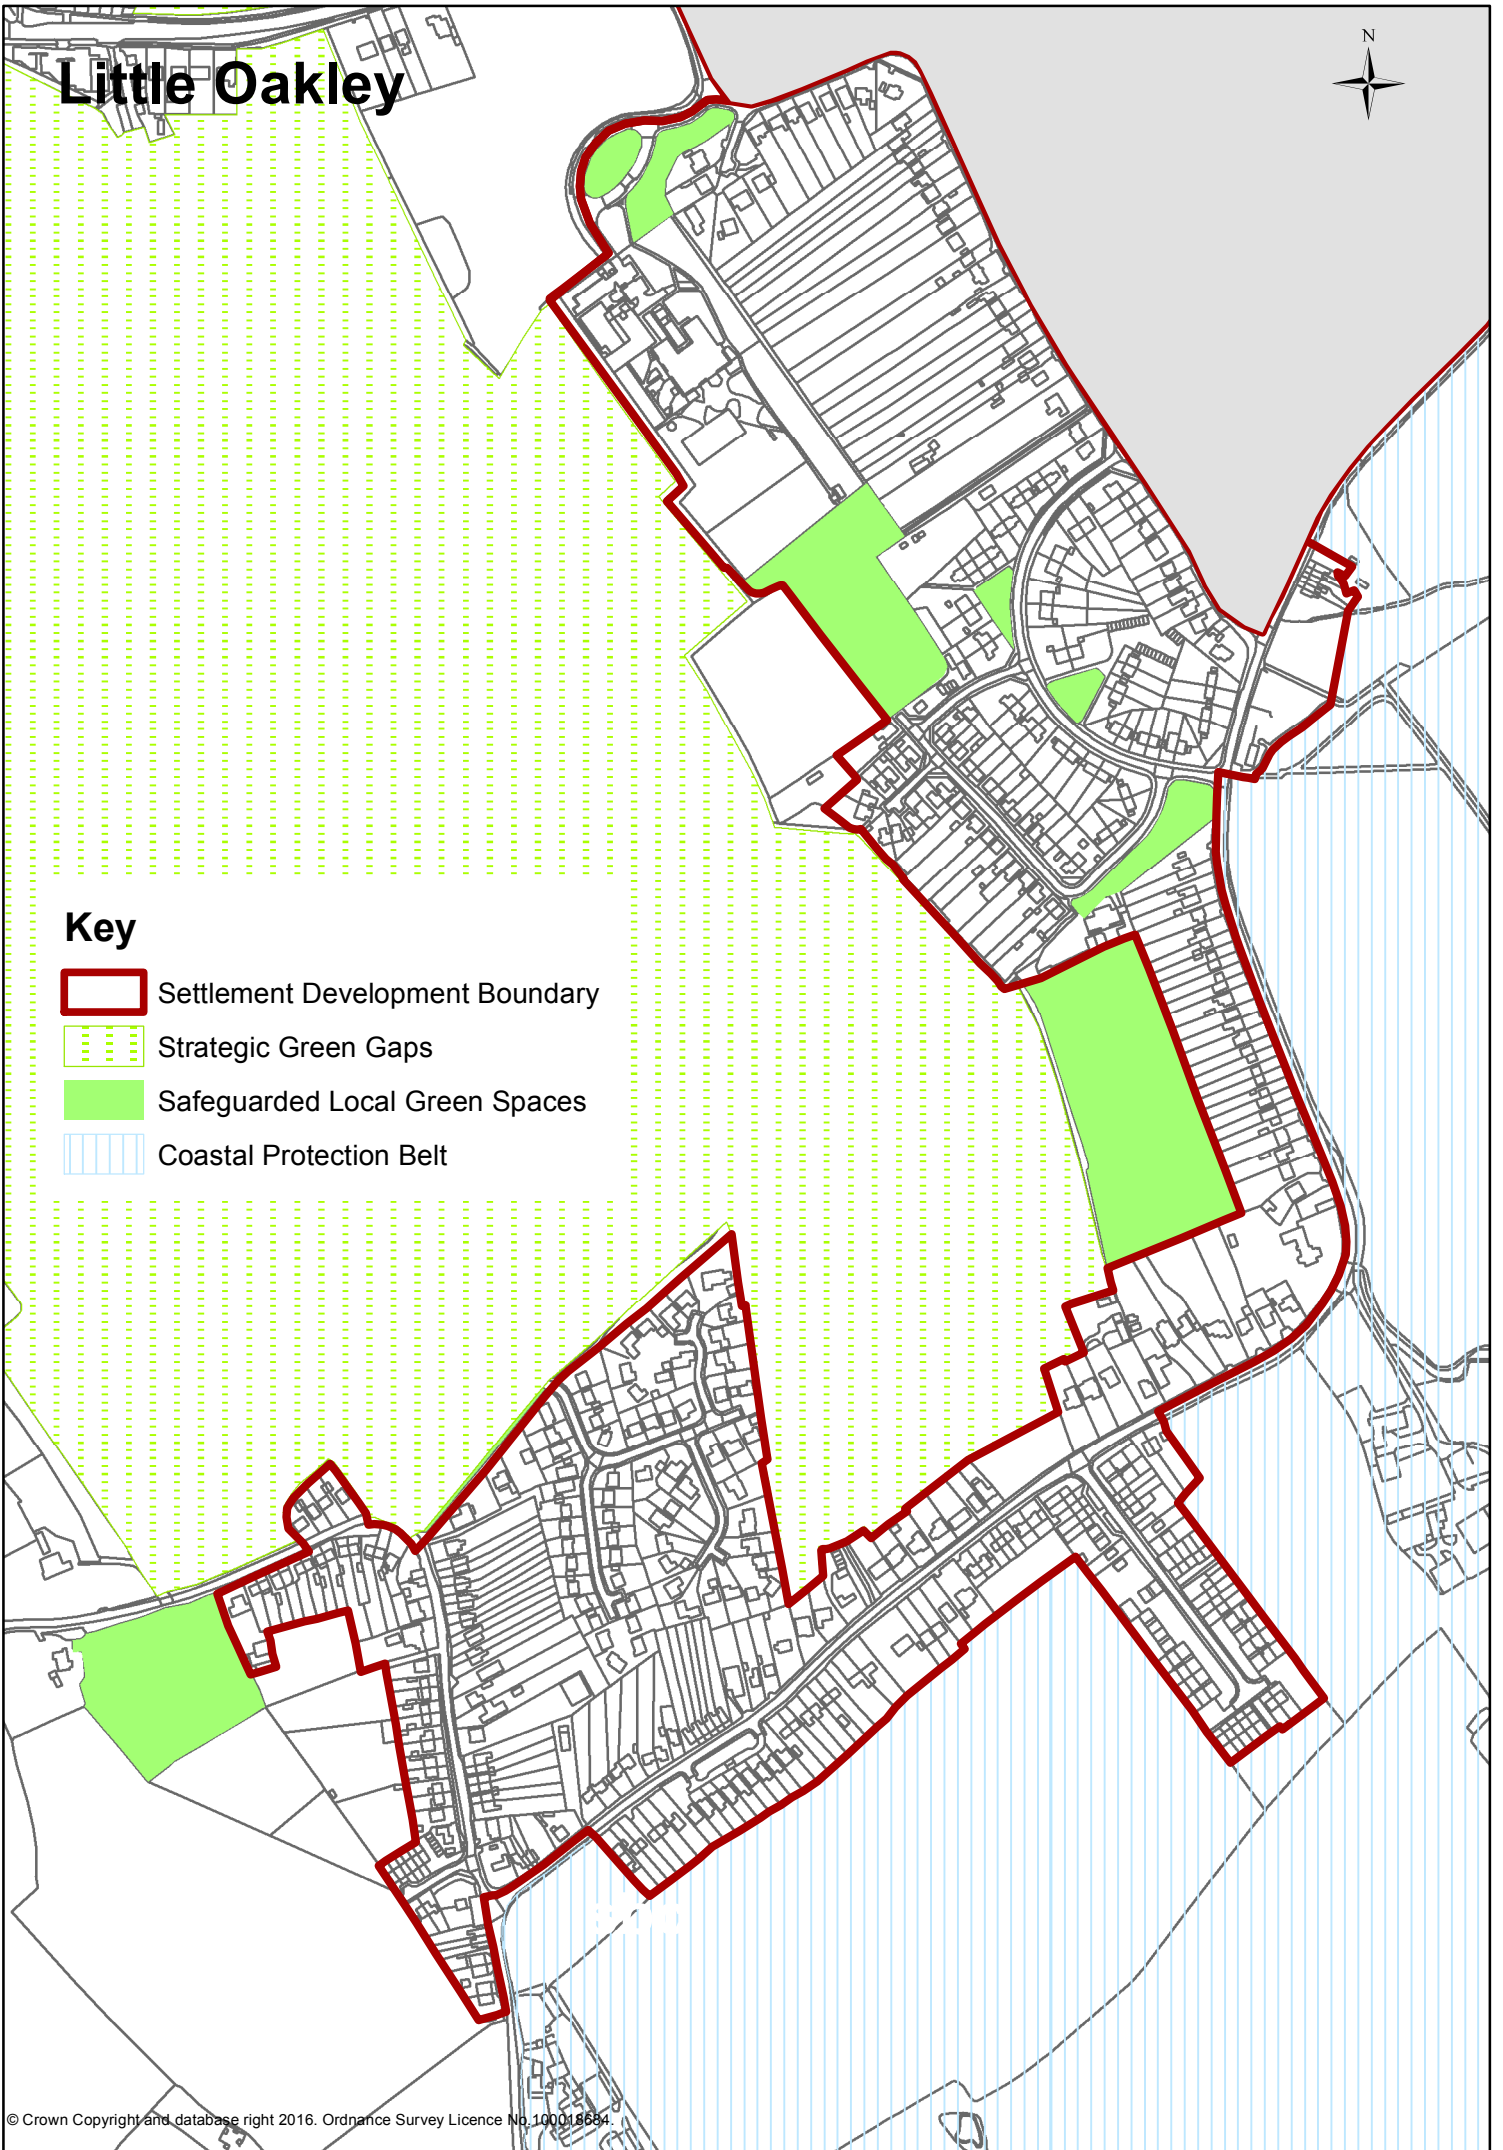 N
Little Oakley
Key
Settlement Development Boundary
Strategic Green Gaps
Safeguarded Local Green Spaces
Coastal Protection Belt
© Crown Copyright and database right 2016. Ordnance Survey Licence No.100018684.